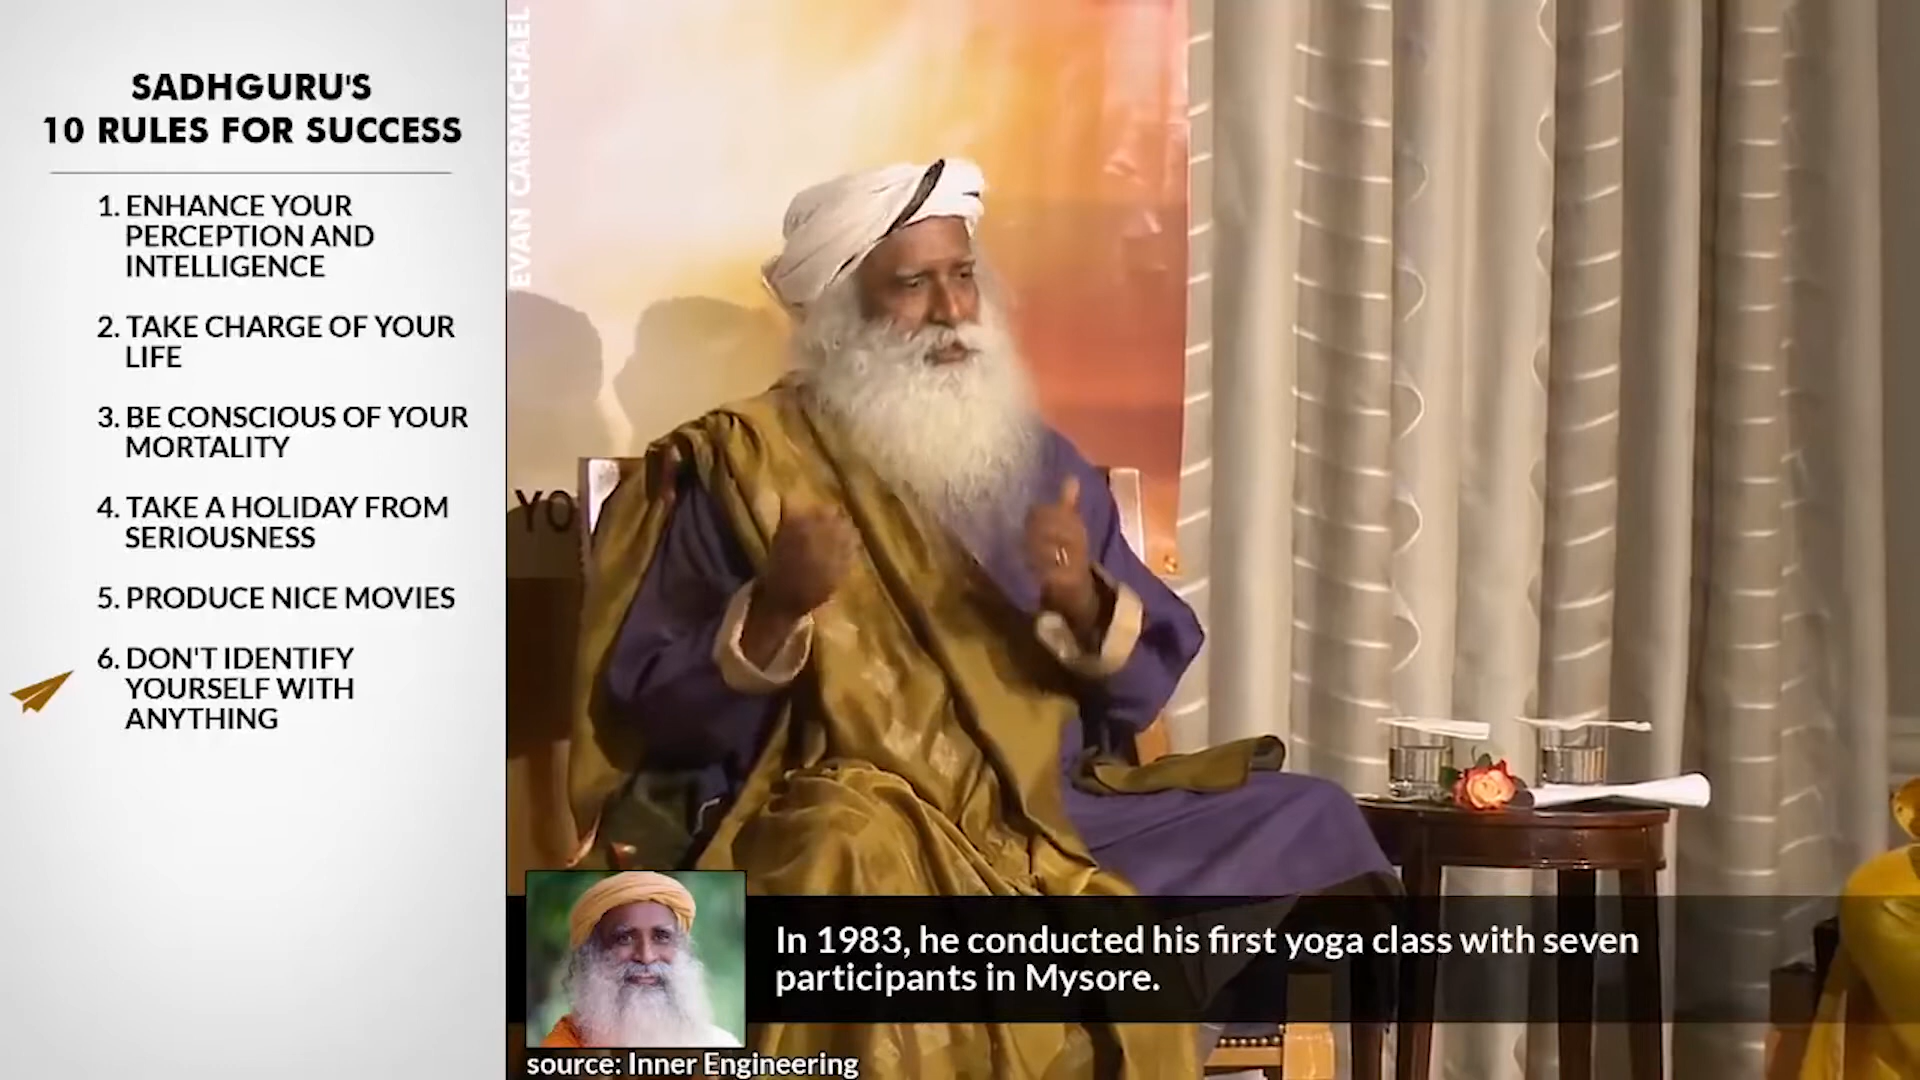 SADHGURU'S
10 RULES FOR SUCCESS
1. ENHANCE YOUR
PERCEPTION AND
INTELLIGENCE
2. TAKE CHARGE OF YOUR
LIFE
3. BE CONSCIOUS OF YOUR
MORTALITY
4. TAKE A HOLIDAY FROM
SERIOUSNESS
5. PRODUCE NICE MOVIES
6. DON'T IDENTIFY
YOURSELF WITH
ANYTHING
EVAN CARMICHAEL
YO
In 1983, he conducted his first yoga class with seven
participants in Mysore.
source: Inner Engineering